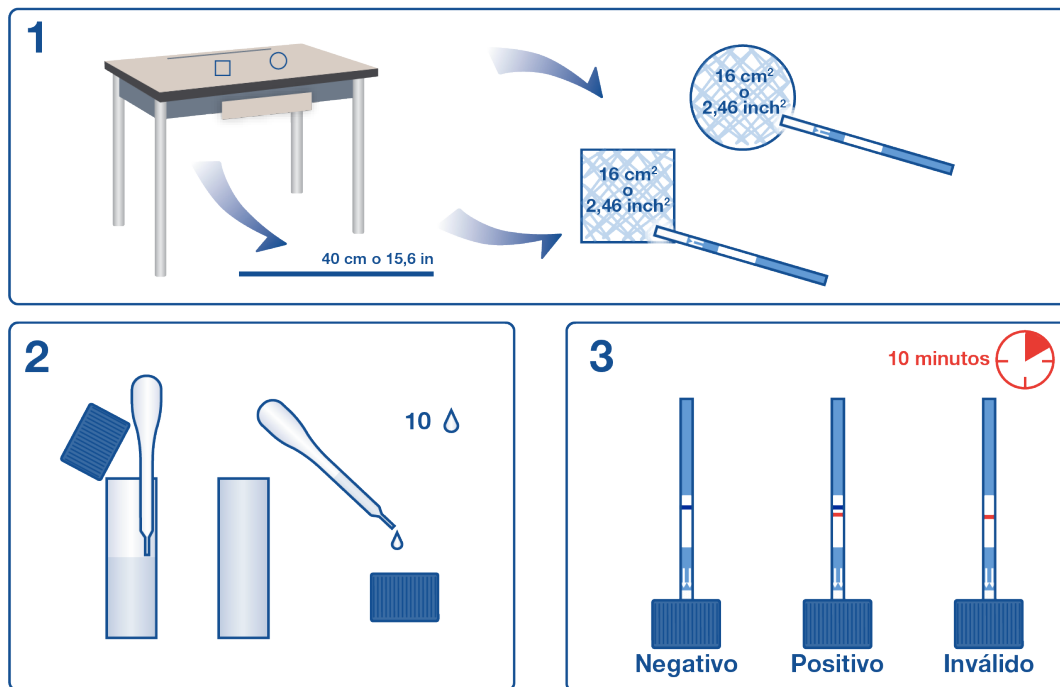 1
16 cm²
o
2,46 inch²
16 cm²
o
2,46 inch²
40 cm o 15,6 in
2
10
3
10 minutos
Negativo
Positivo
Inválido